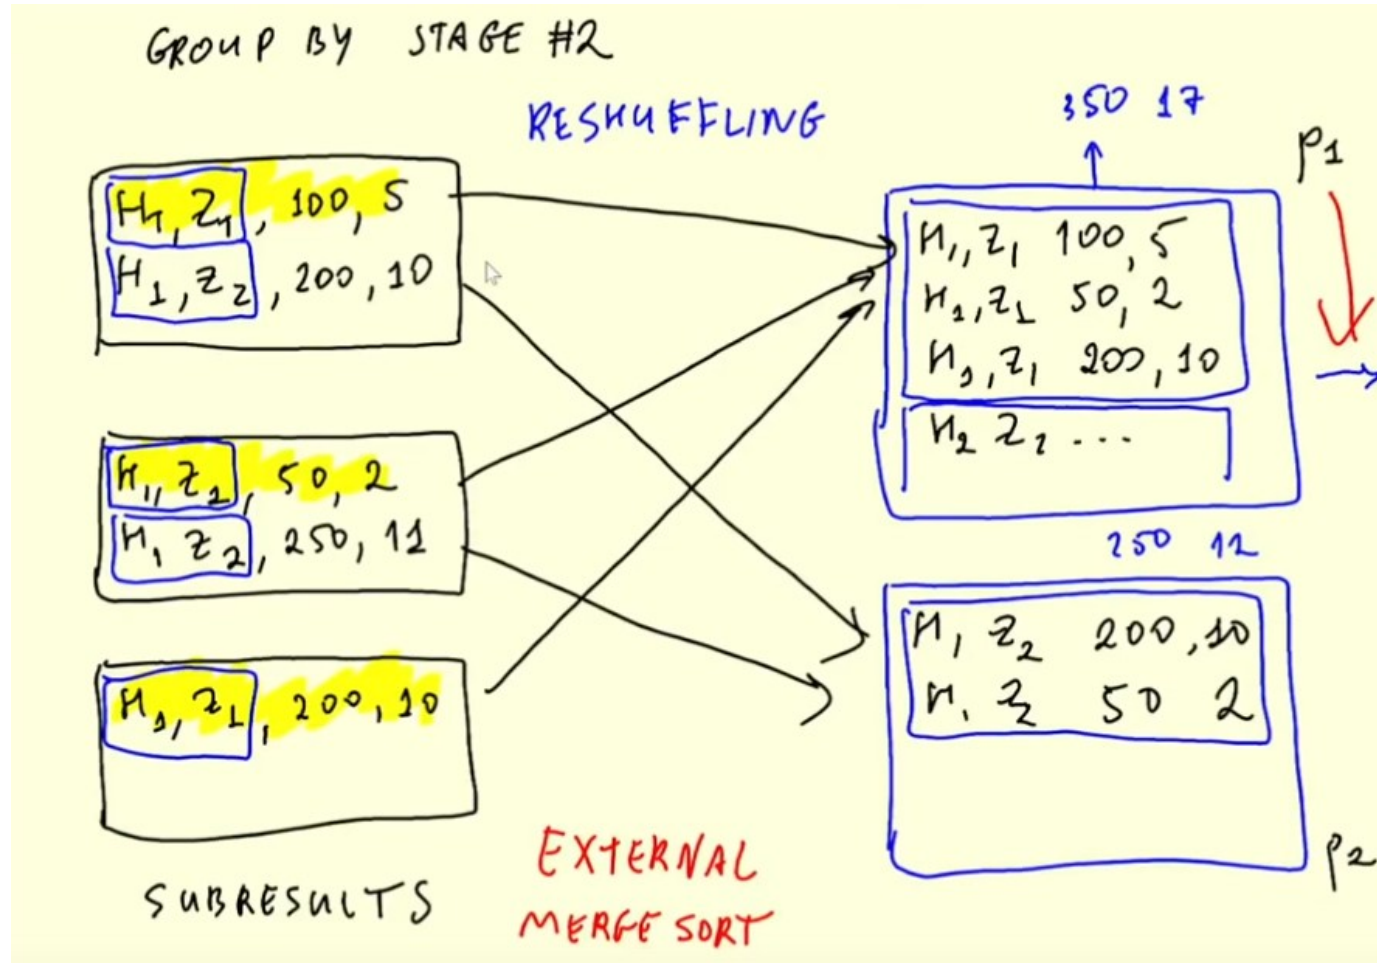 GROUP BY STAGE #2
RESHUFFLING
350 17
P1
H1, Z1, 100, 5
H1, Z2, 200, 10
H1, Z1 100, 5
H1, Z1 50, 2
H1, Z1 200, 10
H2 Z2 ...
H1, Z1, 50, 2
H1 Z2, 250, 11
250 12
H1 Z2 200, 10
H1 Z2 50 2
H1, Z1, 200, 10
P2
EXTERNAL
MERGE SORT
SUBRESULTS